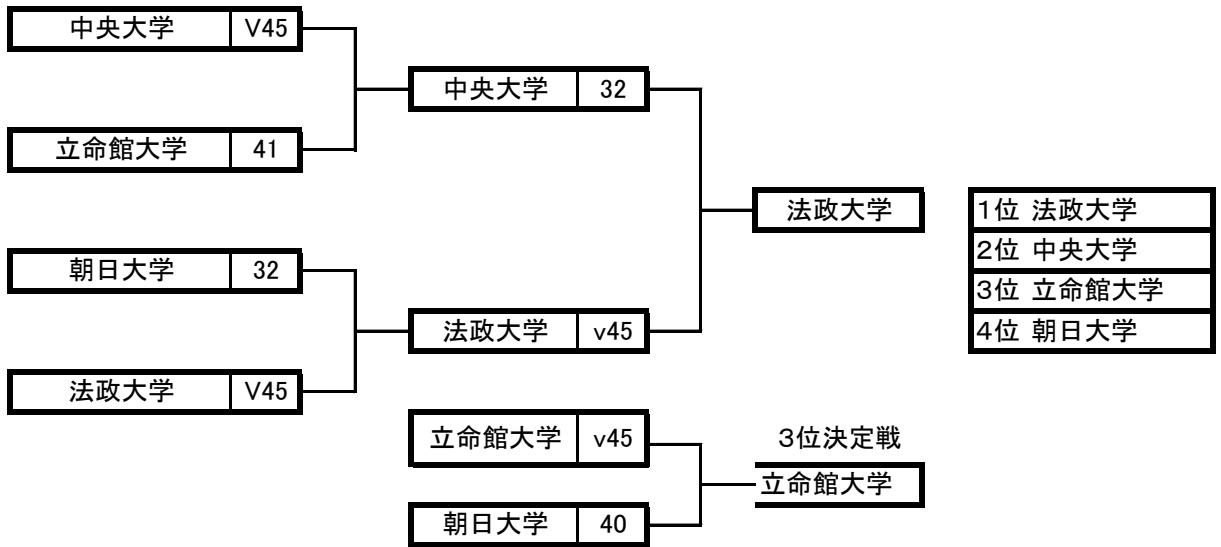 中央大学 V45
中央大学 32
立命館大学 41
法政大学
1位 法政大学
2位 中央大学
朝日大学 32
3位 立命館大学
法政大学 v45
4位 朝日大学
法政大学 V45
立命館大学 v45
3位決定戦
立命館大学
朝日大学 40